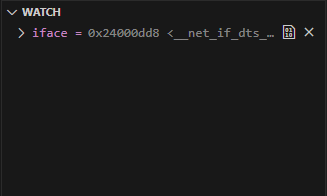 WATCH
iface = 0x24000dd8 <__net_if_dts_…